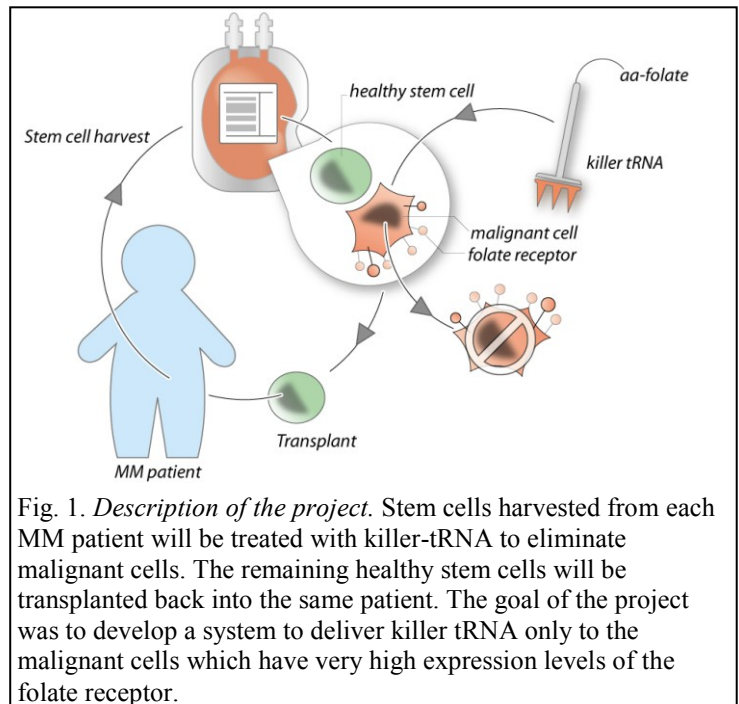 healthy stem cell
aa-folate
Stem cell harvest
killer tRNA
malignant cell
folate receptor
Transplant
MM patient
Fig. 1. Description of the project. Stem cells harvested from each
MM patient will be treated with killer-tRNA to eliminate
malignant cells. The remaining healthy stem cells will be
transplanted back into the same patient. The goal of the project
was to develop a system to deliver killer tRNA only to the
malignant cells which have very high expression levels of the
folate receptor.